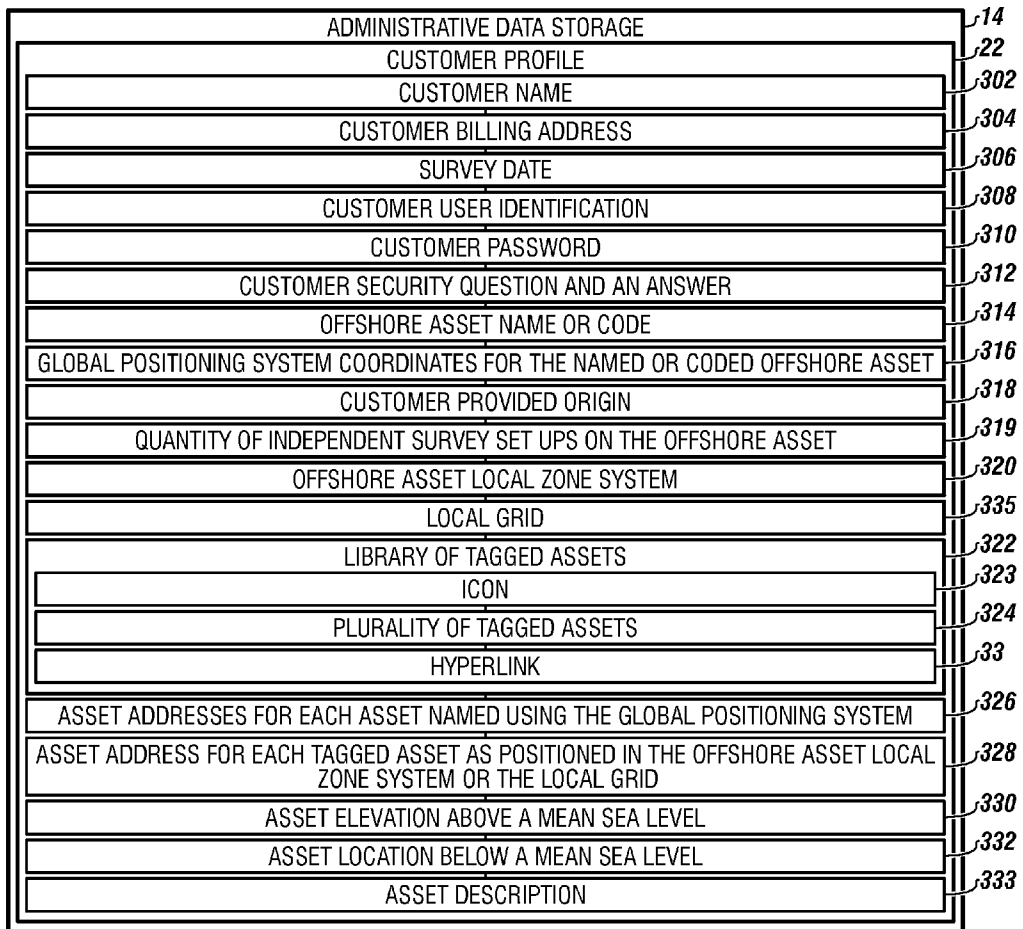 ADMINISTRATIVE DATA STORAGE 14
CUSTOMER PROFILE 22
CUSTOMER NAME 302
CUSTOMER BILLING ADDRESS 304
SURVEY DATE 306
CUSTOMER USER IDENTIFICATION 308
CUSTOMER PASSWORD 310
CUSTOMER SECURITY QUESTION AND AN ANSWER 312
OFFSHORE ASSET NAME OR CODE 314
GLOBAL POSITIONING SYSTEM COORDINATES FOR THE NAMED OR CODED OFFSHORE ASSET 316
CUSTOMER PROVIDED ORIGIN 318
QUANTITY OF INDEPENDENT SURVEY SET UPS ON THE OFFSHORE ASSET 319
OFFSHORE ASSET LOCAL ZONE SYSTEM 320
LOCAL GRID 335
LIBRARY OF TAGGED ASSETS 322
ICON 323
PLURALITY OF TAGGED ASSETS 324
HYPERLINK 33
ASSET ADDRESSES FOR EACH ASSET NAMED USING THE GLOBAL POSITIONING SYSTEM 326
ASSET ADDRESS FOR EACH TAGGED ASSET AS POSITIONED IN THE OFFSHORE ASSET LOCAL 328
ZONE SYSTEM OR THE LOCAL GRID
ASSET ELEVATION ABOVE A MEAN SEA LEVEL 330
ASSET LOCATION BELOW A MEAN SEA LEVEL 332
ASSET DESCRIPTION 333